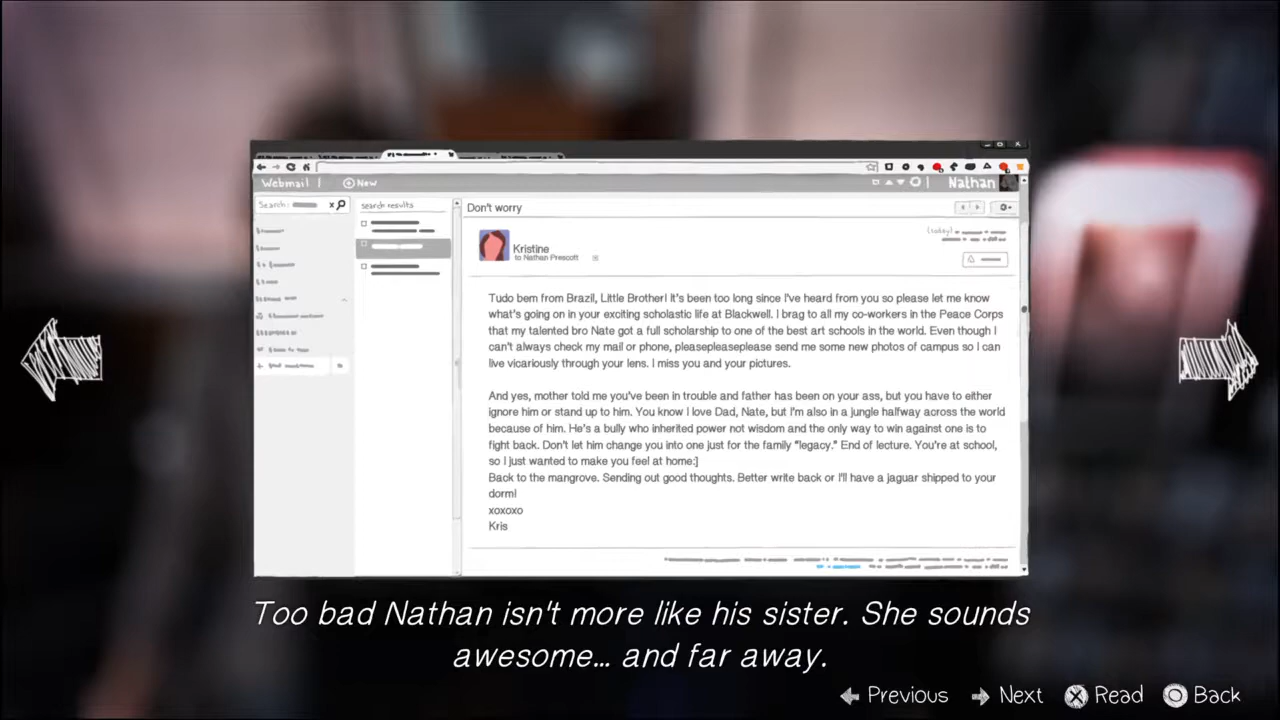 Webmail
New
Nathan
Search:
search results
Don't worry
Kristine
to Nathan Prescott
(today)
Tudo bem from Brazil, Little Brother! It's been too long since I've heard from you so please let me know
what's going on in your exciting scholastic life at Blackwell. I brag to all my co-workers in the Peace Corps
that my talented bro Nate got a full scholarship to one of the best art schools in the world. Even though I
can't always check my mail or phone, pleasepleaseplease send me some new photos of campus so I can
live vicariously through your lens. I miss you and your pictures.
And yes, mother told me you've been in trouble and father has been on your ass, but you have to either
ignore him or stand up to him. You know I love Dad, Nate, but I'm also in a jungle halfway across the world
because of him. He's a bully who inherited power not wisdom and the only way to win against one is to
fight back. Don't let him change you into one just for the family "legacy." End of lecture. You're at school,
so I just wanted to make you feel at home:]
Back to the mangrove. Sending out good thoughts. Better write back or I'll have a jaguar shipped to your
dorm!
xoxoxo
Kris
Too bad Nathan isn't more like his sister. She sounds
awesome... and far away.
Previous Next Read Back